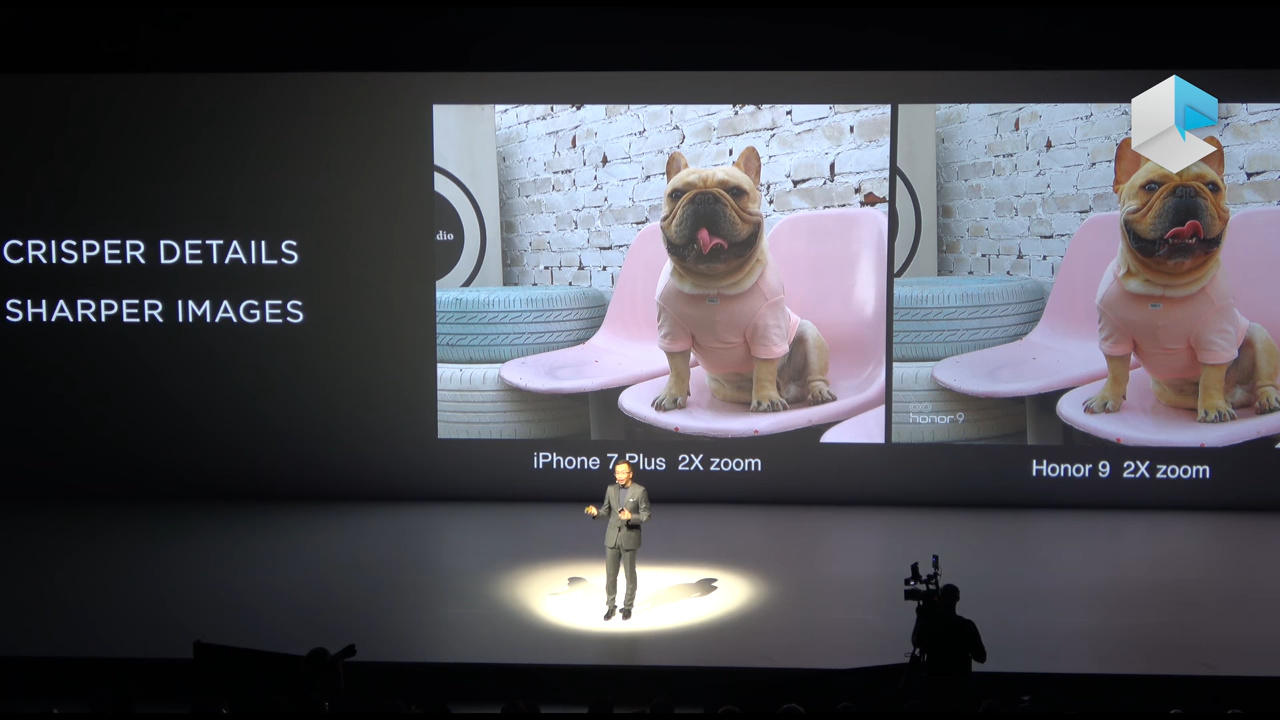 CRISPER DETAILS
SHARPER IMAGES
dio
honor 9
iPhone 7 Plus 2X zoom
Honor 9 2X zoom